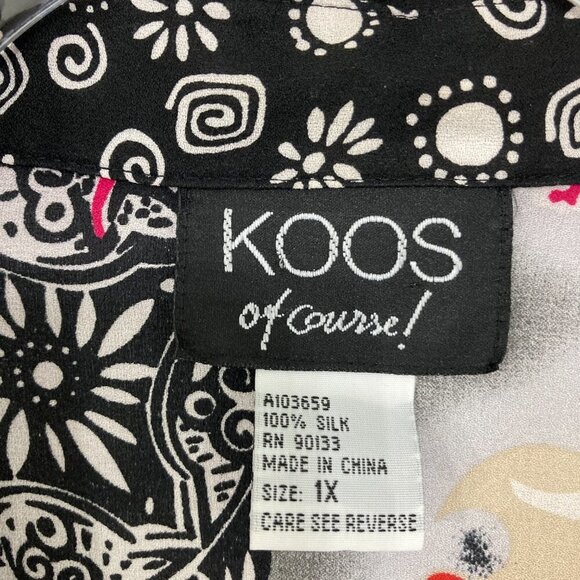 KOOS
of course!
A103659
100% SILK
RN 90133
MADE IN CHINA
SIZE: 1X
CARE SEE REVERSE